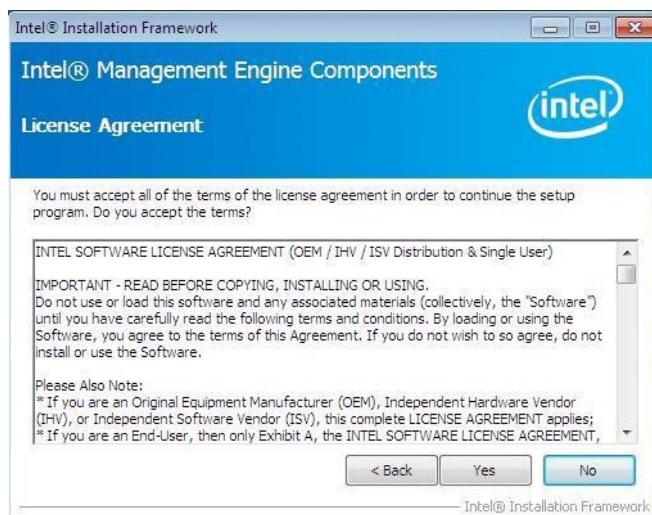 Intel® Installation Framework
Intel® Management Engine Components
intel
License Agreement
You must accept all of the terms of the license agreement in order to continue the setup
program. Do you accept the terms?
INTEL SOFTWARE LICENSE AGREEMENT (OEM / IHV / ISV Distribution & Single User)
IMPORTANT - READ BEFORE COPYING, INSTALLING OR USING.
Do not use or load this software and any associated materials (collectively, the "Software")
until you have carefully read the following terms and conditions. By loading or using the
Software, you agree to the terms of this Agreement. If you do not wish to so agree, do not
install or use the Software.
Please Also Note:
* If you are an Original Equipment Manufacturer (OEM), Independent Hardware Vendor
(IHV), or Independent Software Vendor (ISV), this complete LICENSE AGREEMENT applies;
* If you are an End-User, then only Exhibit A, the INTEL SOFTWARE LICENSE AGREEMENT,
< Back Yes No
Intel® Installation Framework